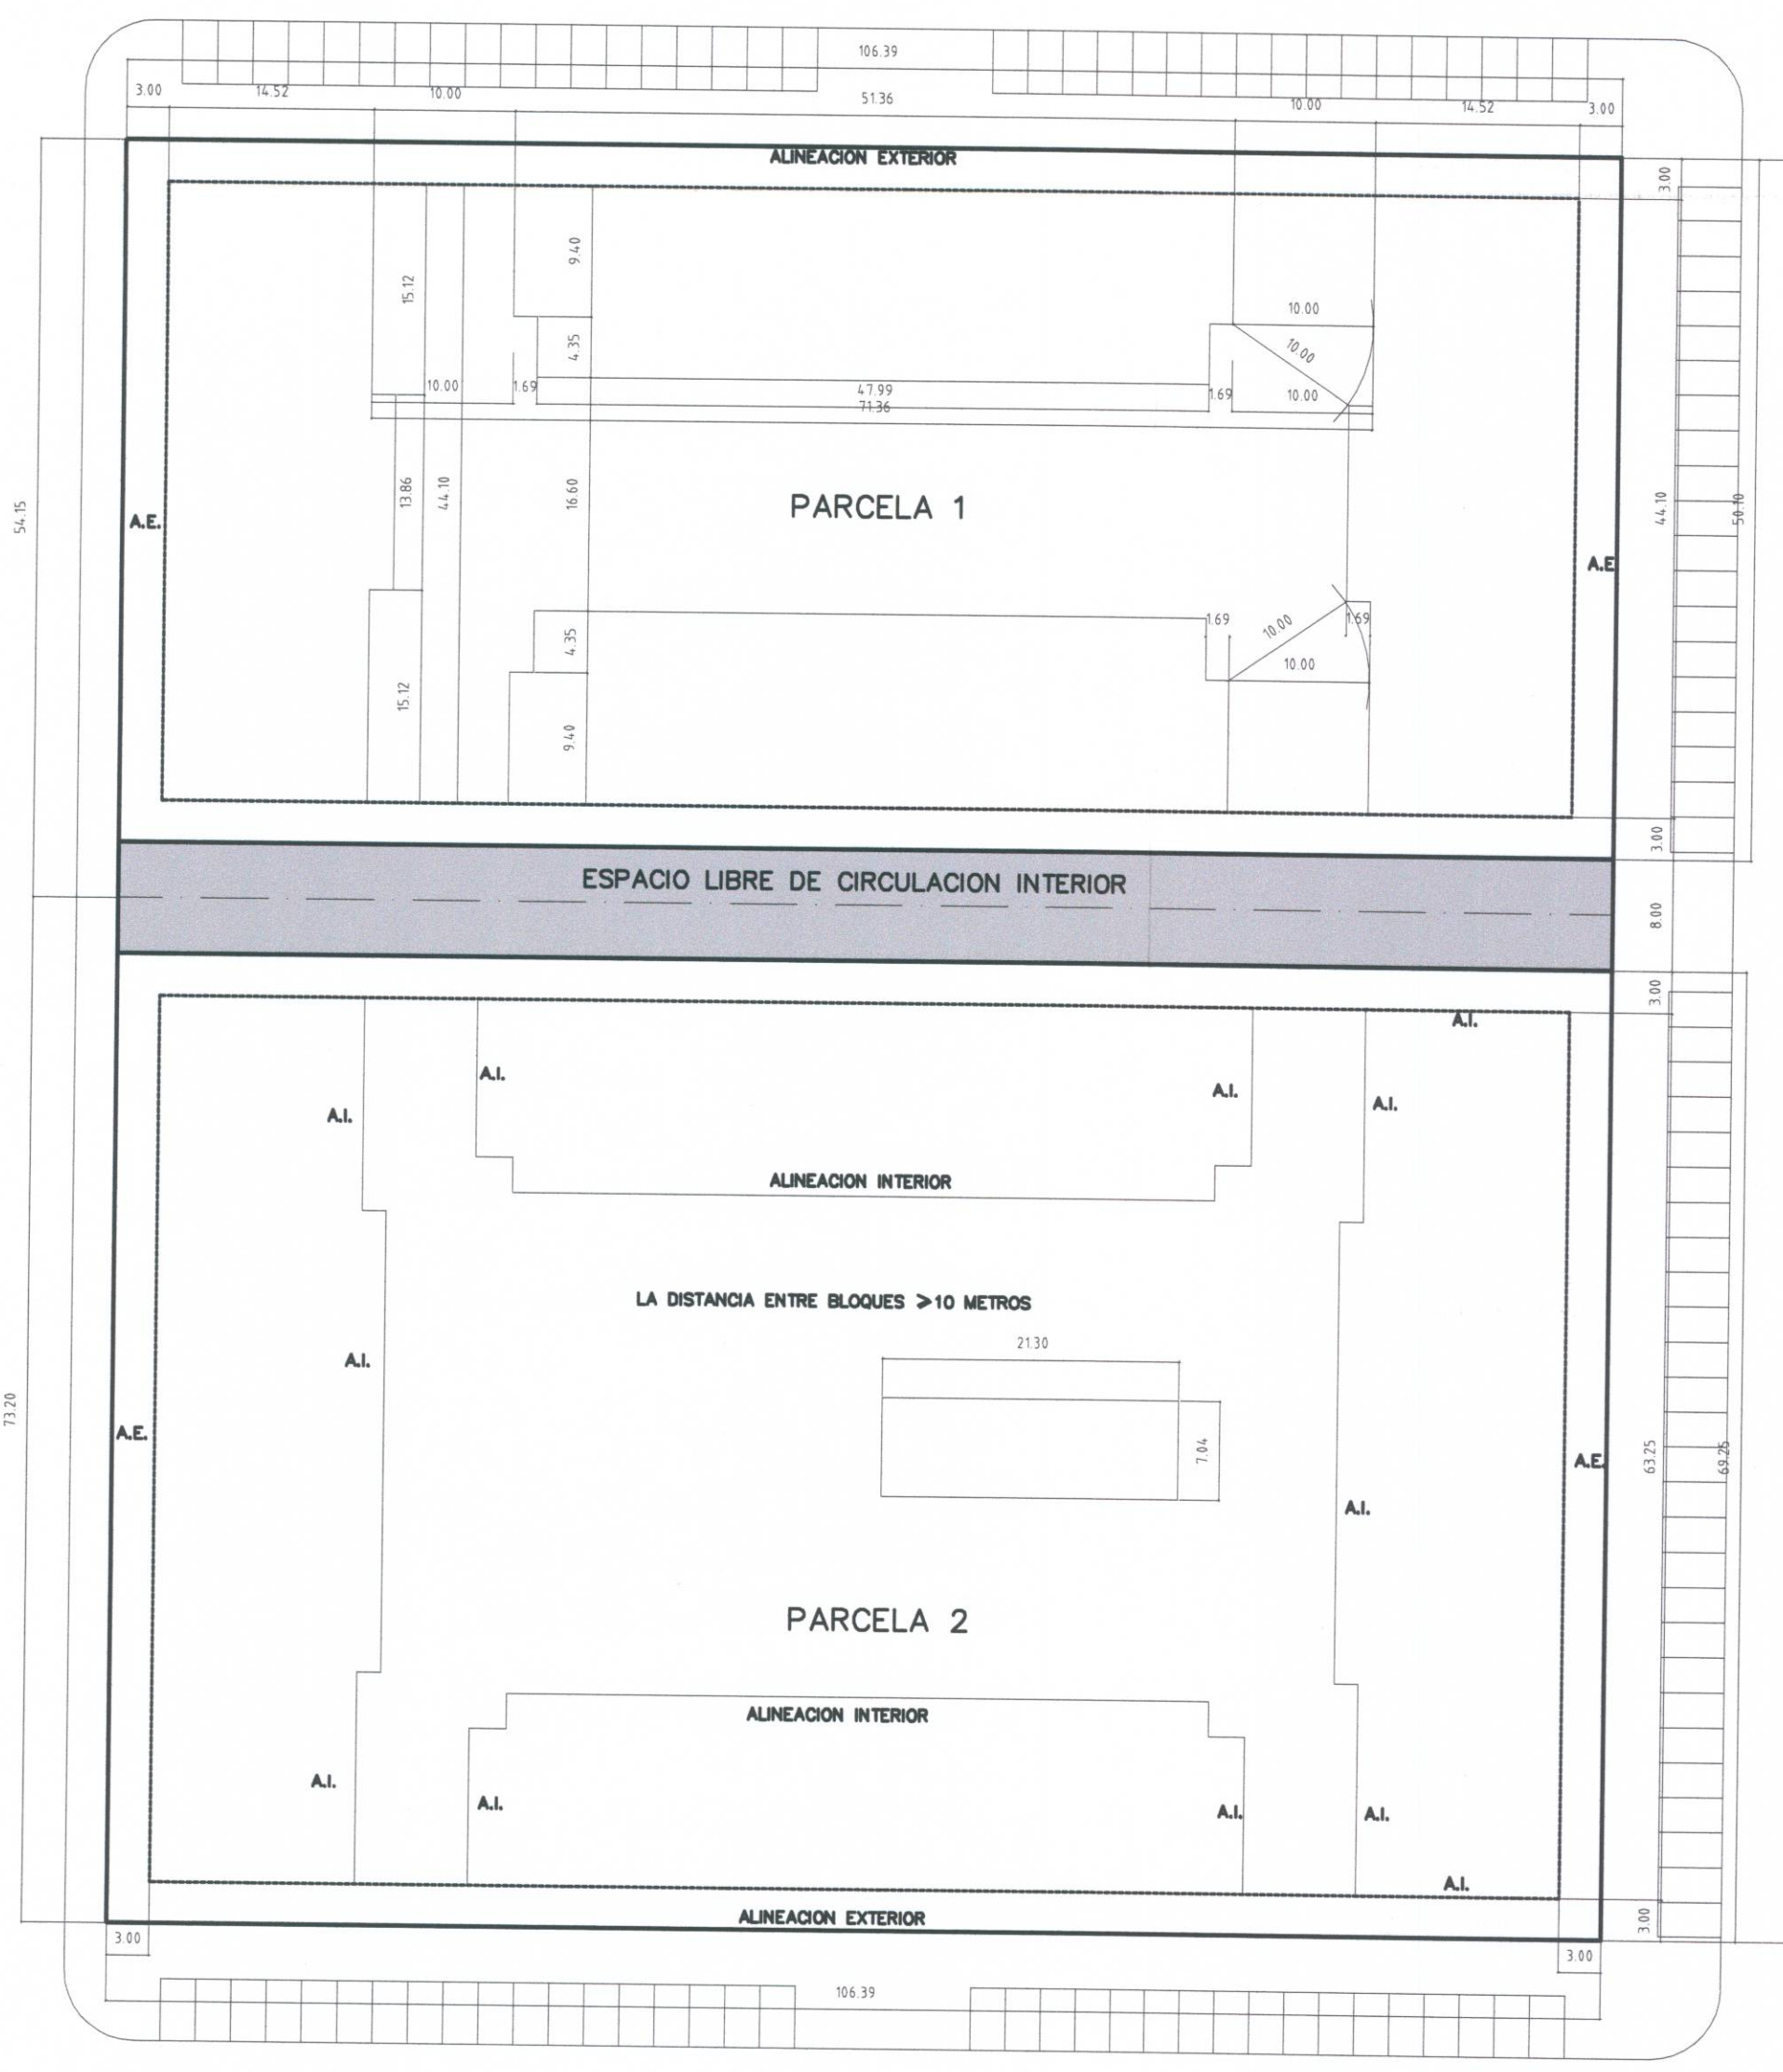 106.39
3.00 14.52 10.00 51.36 10.00 14.52 3.00
ALINEACION EXTERIOR
3.00
9.40
15.12
10.00
4.35
10.00
10.00 1.69 47.99 1.69 10.00
71.36
54.15
A.E.
13.86
44.10
16.60
PARCELA 1
44.10
50.10
A.E
1.69 10.00 1.69
4.35
10.00
15.12
9.40
3.00
ESPACIO LIBRE DE CIRCULACION INTERIOR
8.00
3.00
A.I.
A.I.
A.I.
A.I.
A.I.
ALINEACION INTERIOR
LA DISTANCIA ENTRE BLOQUES >10 METROS
21.30
A.I.
73.20
A.E.
7.04
63.25
69.25
A.E.
A.I.
PARCELA 2
ALINEACION INTERIOR
A.I.
A.I.
A.I.
A.I.
A.I.
ALINEACION EXTERIOR
3.00
3.00
3.00
106.39